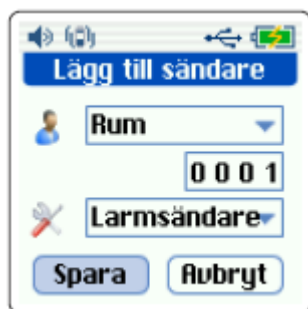 Lägg till sändare
Rum
0001
Larmsändare
Spara Avbryt